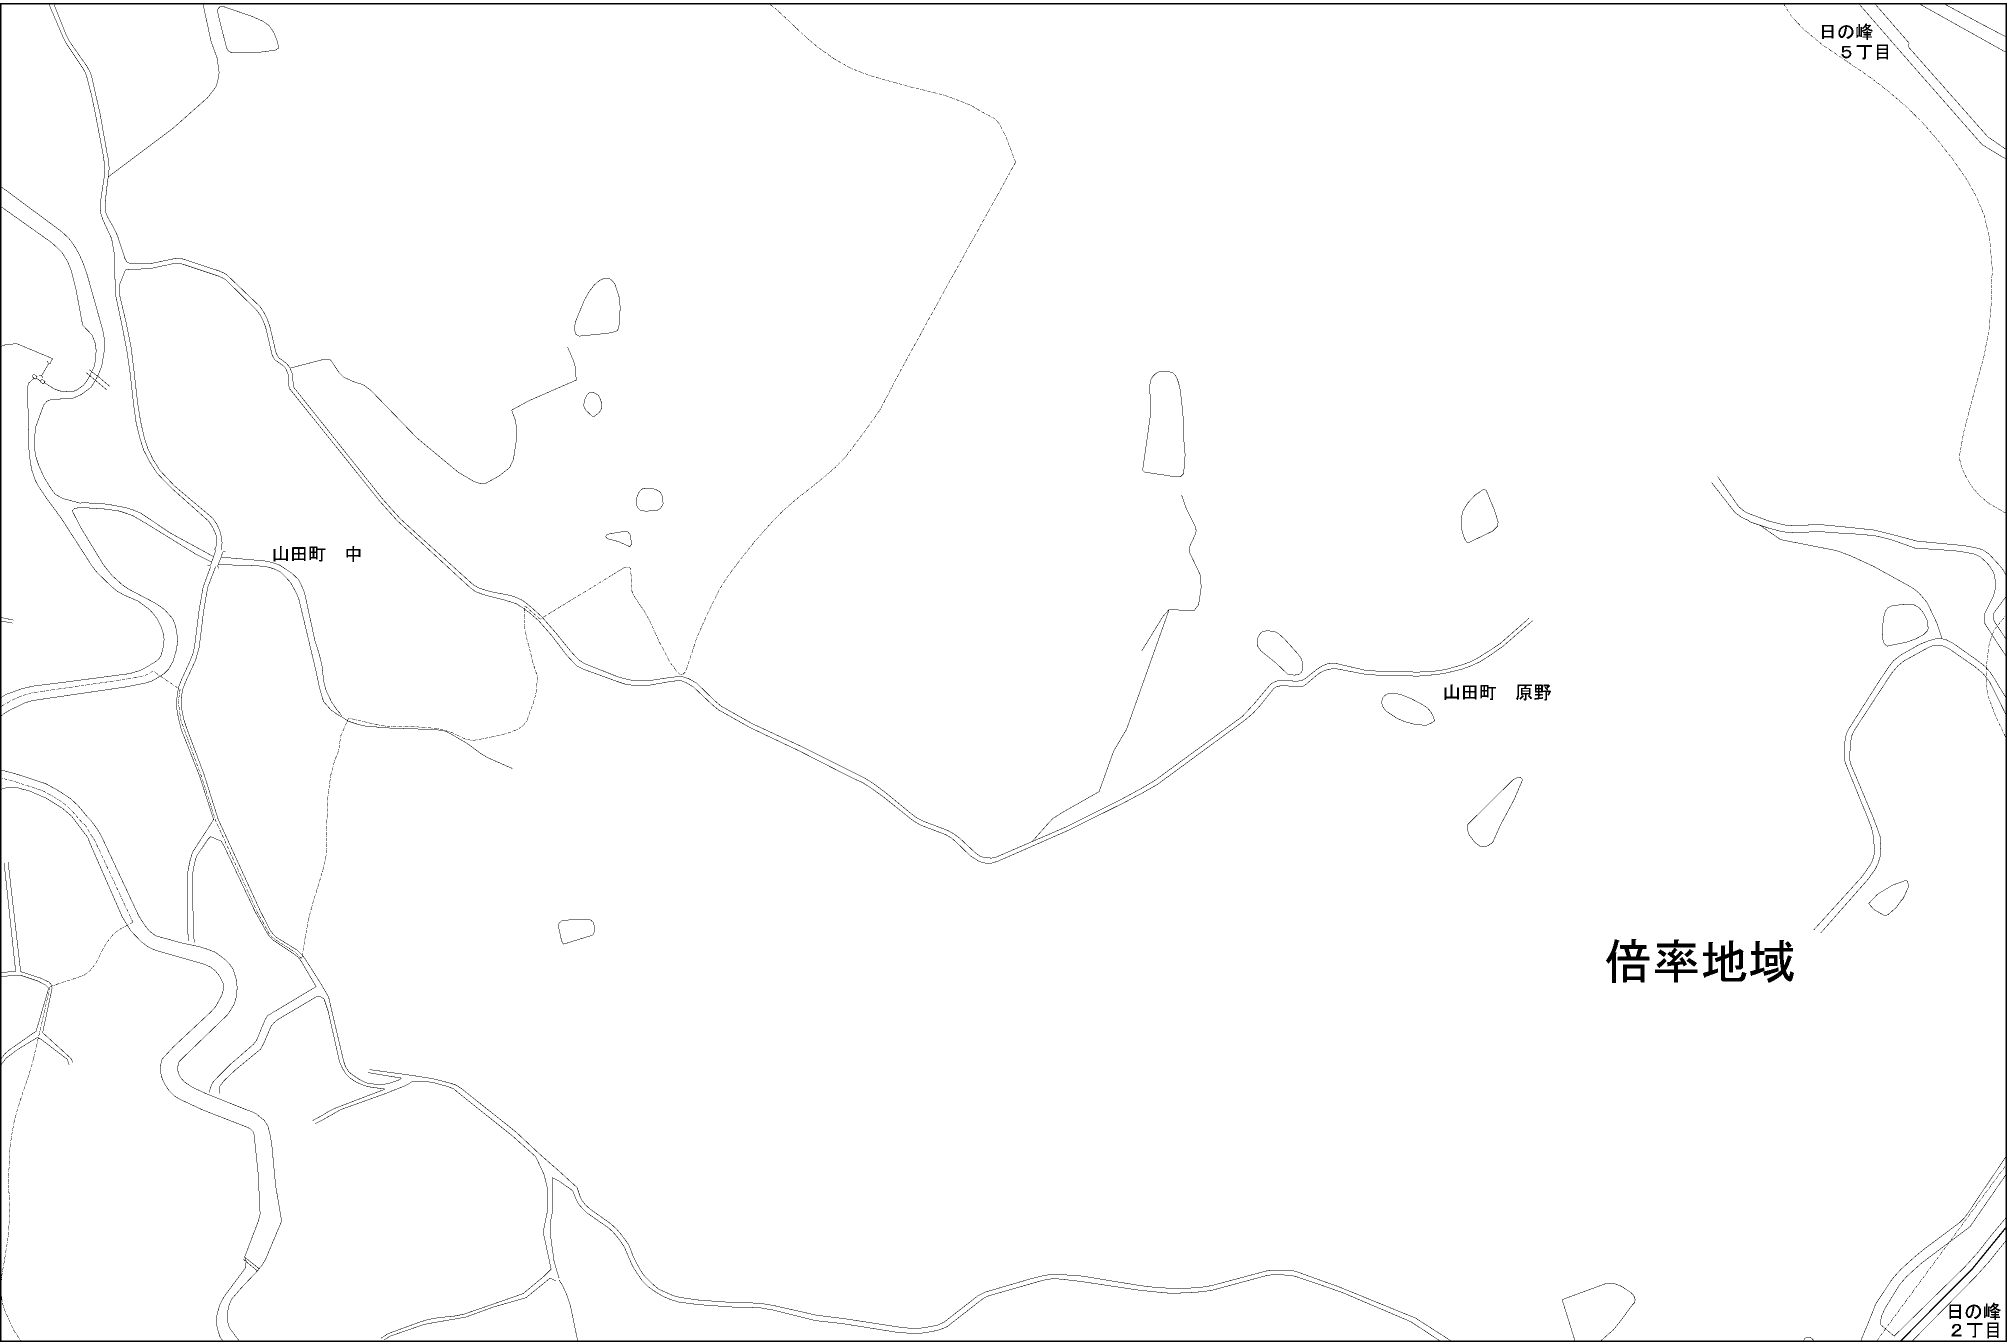 日の峰
５丁目
山田町　中
山田町　原野
倍率地域
日の峰
２丁目